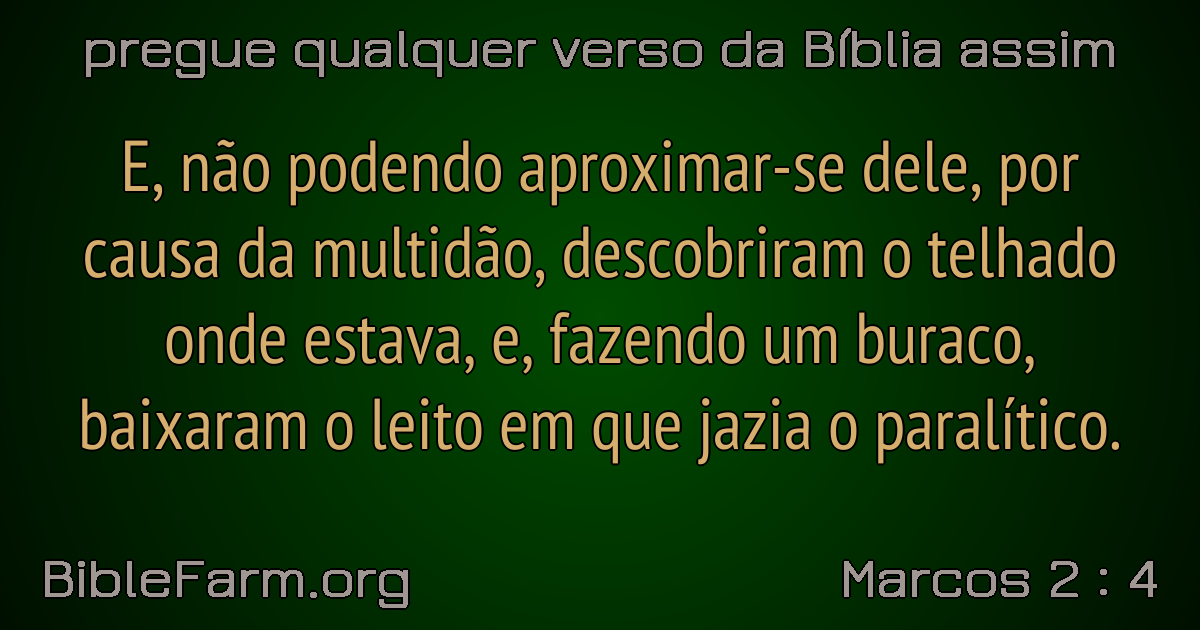 pregue qualquer verso da Bíblia assim
E, não podendo aproximar-se dele, por
causa da multidão, descobriram o telhado
onde estava, e, fazendo um buraco,
baixaram o leito em que jazia o paralítico.
BibleFarm.org
Marcos 2 : 4